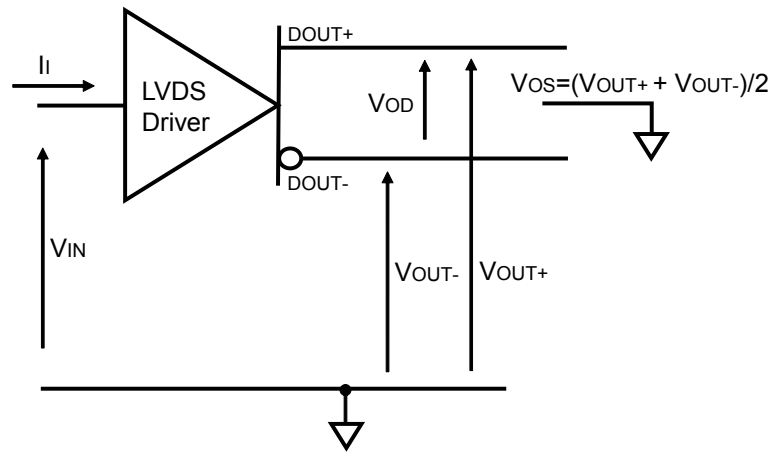 DOUT+
II
LVDS
Driver
VOD
VOS=(VOUT+ + VOUT-)/2
DOUT-
VIN
VOUT-
VOUT+